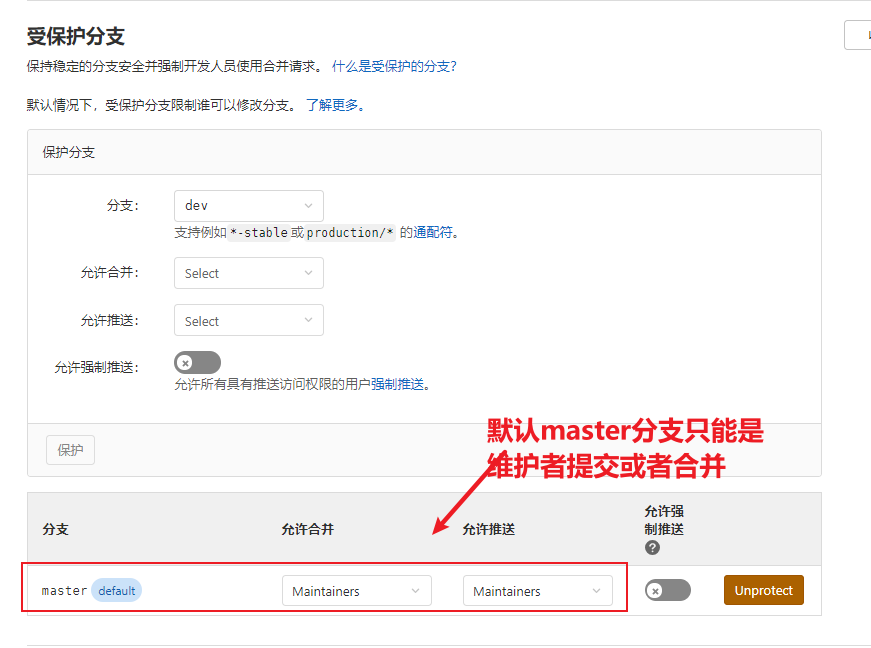 受保护分支
保持稳定的分支安全并强制开发人员使用合并请求。 什么是受保护的分支?
默认情况下，受保护分支限制谁可以修改分支。 了解更多。
保护分支
分支: dev
支持例如 *-stable 或 production/* 的通配符。
允许合并: Select
允许推送: Select
允许强制推送:
允许所有具有推送访问权限的用户强制推送。
默认master分支只能是
维护者提交或者合并
保护
分支 允许合并 允许推送 允许强
制推送
?
master default Maintainers Maintainers Unprotect